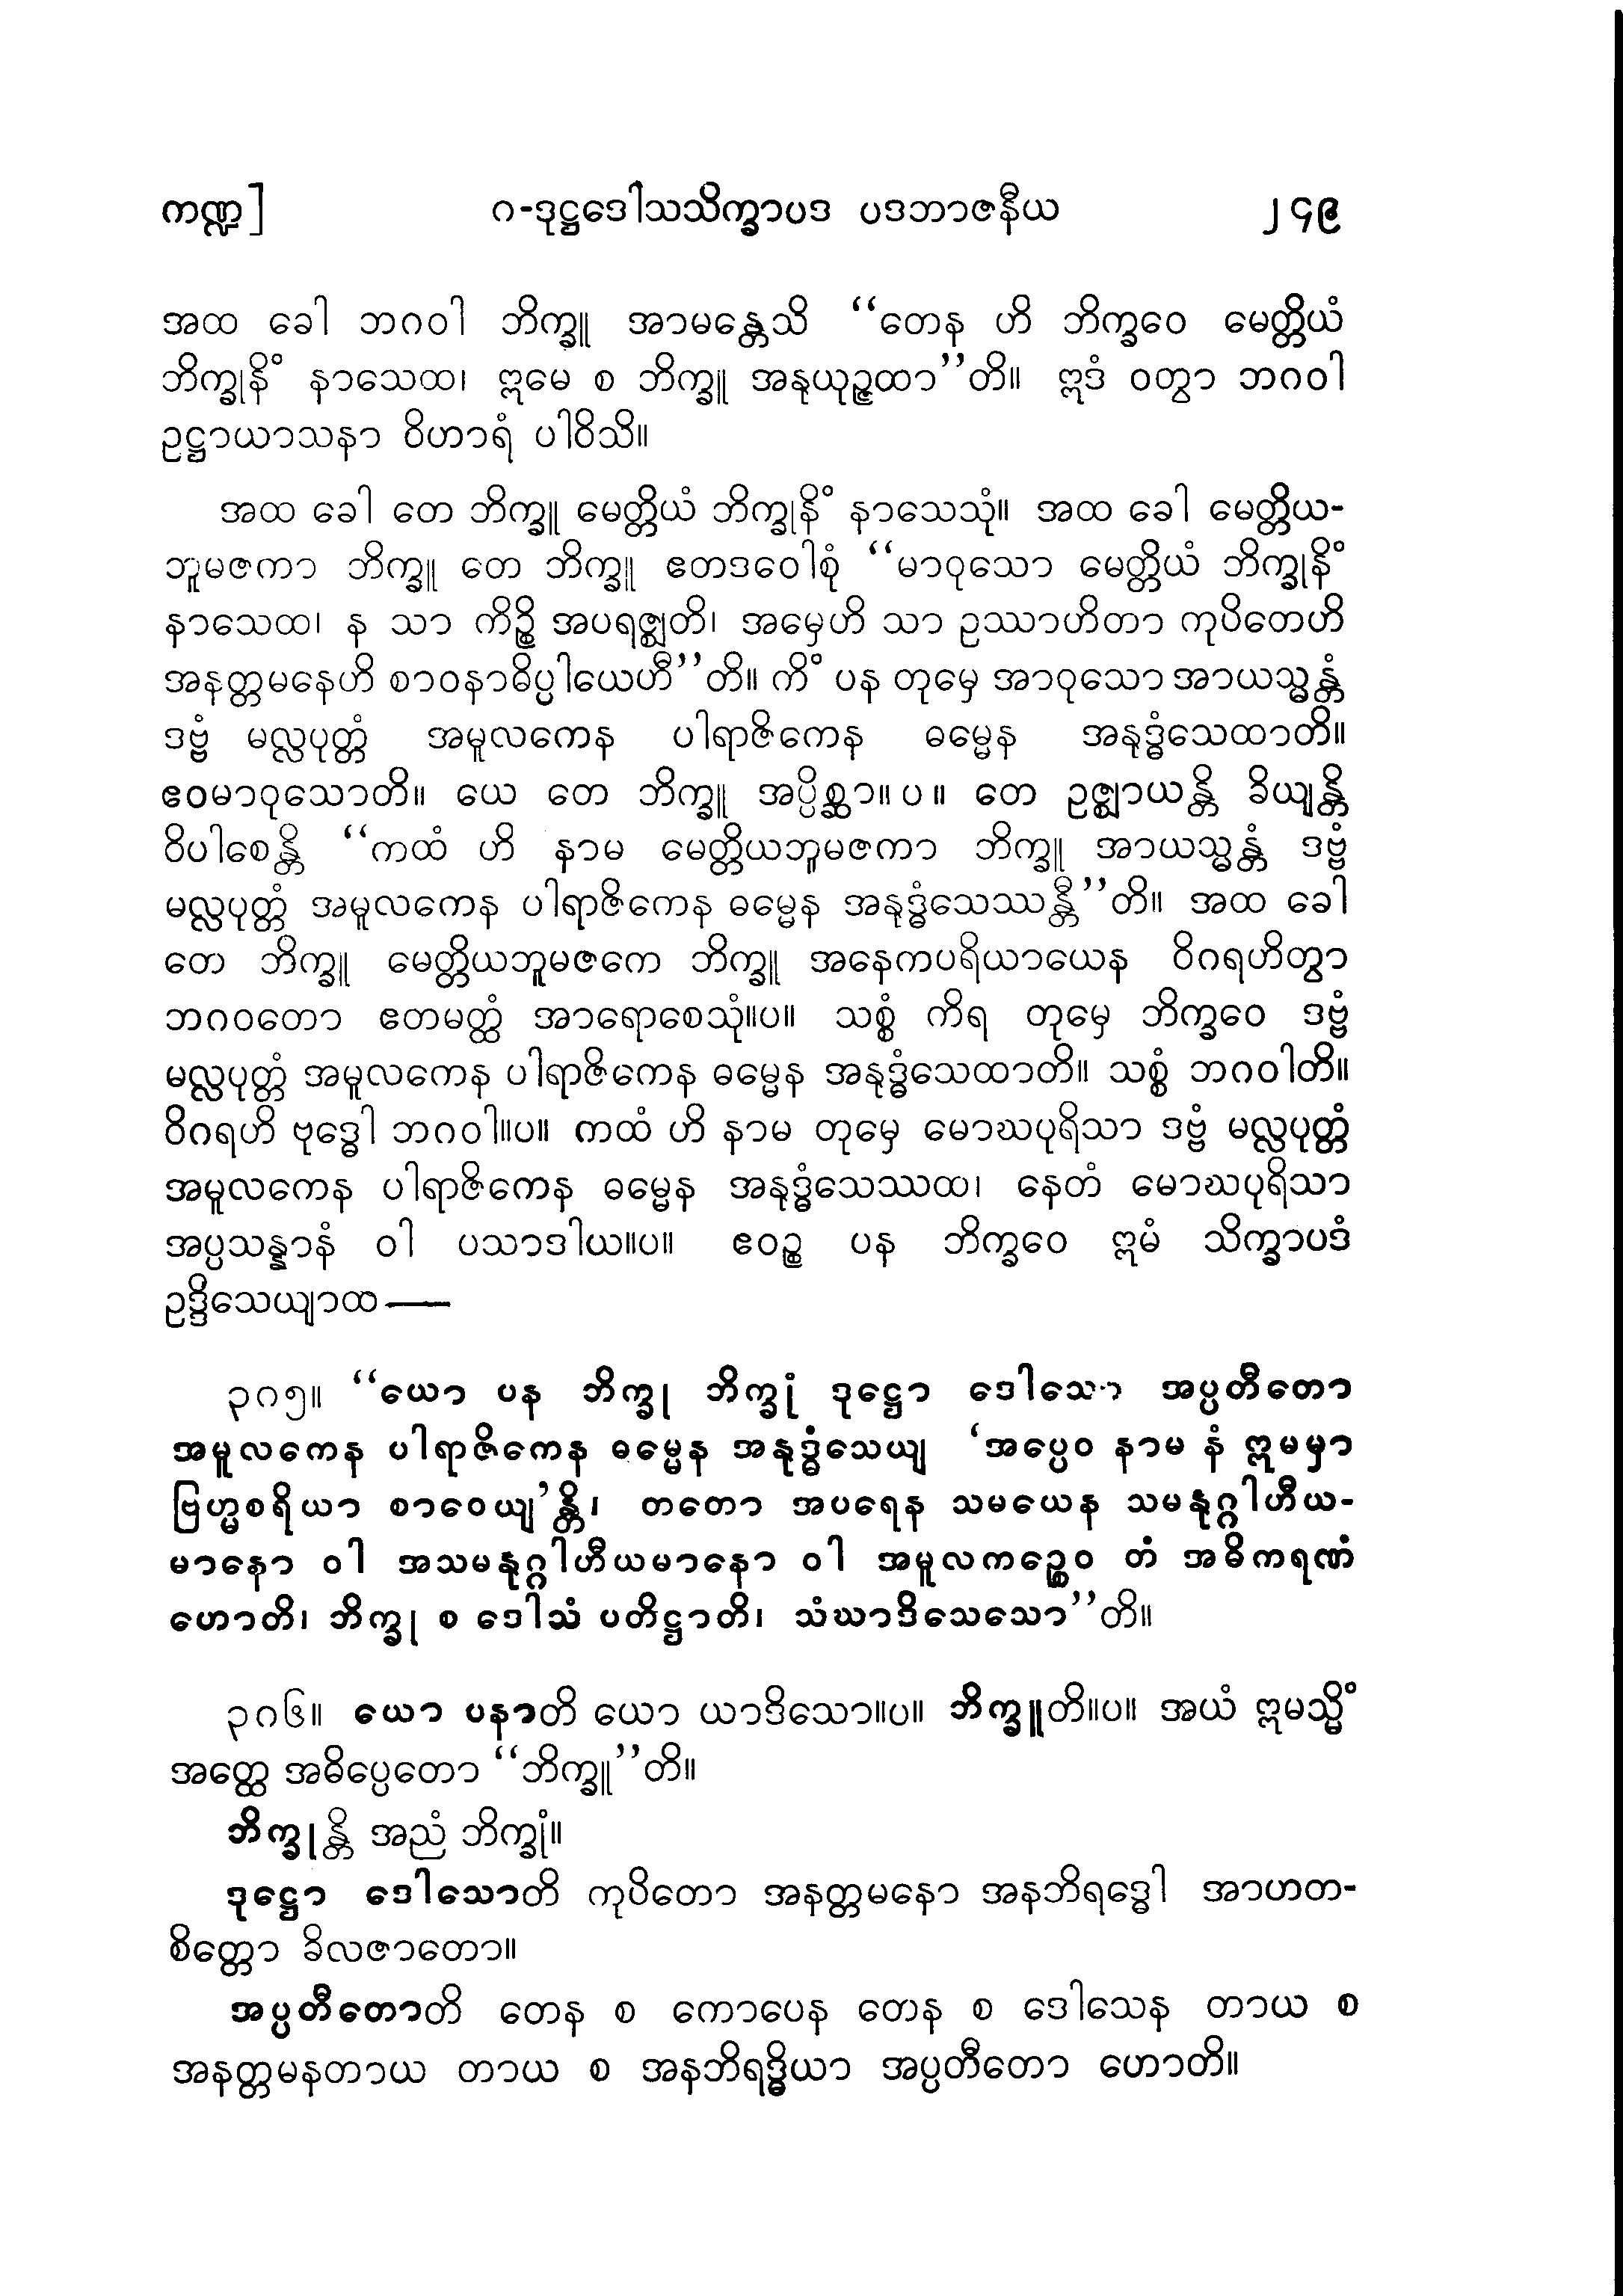 ကဏ္ဍ] ဂ-ဒုဋ္ဌဒေါသသိက္ခာပဒ ပဒဘာဇနီယ ၂၄၉
အထ ခေါ ဘဂဝါ ဘိက္ခူ အာမန္တေသိ “တေန ဟိ ဘိက္ခဝေ မေတ္တိယံ
ဘိက္ခုနိံ နာသေထ၊ ဣမေ စ ဘိက္ခူ အနုယုဉ္ဇထာ”တိ။ ဣဒံ ဝတွာ ဘဂဝါ
ဥဋ္ဌာယာသနာ ဝိဟာရံ ပါဝိသိ။
အထ ခေါ တေ ဘိက္ခူ မေတ္တိယံ ဘိက္ခုနိံ နာသေသုံ။ အထ ခေါ မေတ္တိယ-
ဘူမဇကာ ဘိက္ခူ တေ ဘိက္ခူ ဧတဒဝေါစုံ “မာဝုသော မေတ္တိယံ ဘိက္ခုနိံ
နာသေထ၊ န သာ ကိဉ္စိ အပရဇ္ဈတိ၊ အမှေဟိ သာ ဥဿာဟိတာ ကုပိတေဟိ
အနတ္တမနေဟိ စာဝနာဓိပ္ပါယေဟီ”တိ။ ကိံ ပန တုမှေ အာဝုသော အာယသ္မန္တံ
ဒဗ္ဗံ မလ္လပုတ္တံ အမူလကေန ပါရာဇိကေန ဓမ္မေန အနုဒ္ဓံသေထာတိ။
ဧဝမာဝုသောတိ။ ယေ တေ ဘိက္ခူ အပ္ပိစ္ဆာ။ပ။ တေ ဥဇ္ဈာယန္တိ ခိယျန္တိ
ဝိပါစေန္တိ “ကထံ ဟိ နာမ မေတ္တိယဘူမဇကာ ဘိက္ခူ အာယသ္မန္တံ ဒဗ္ဗံ
မလ္လပုတ္တံ အမူလကေန ပါရာဇိကေန ဓမ္မေန အနုဒ္ဓံသေဿန္တီ”တိ။ အထ ခေါ
တေ ဘိက္ခူ မေတ္တိယဘူမဇကေ ဘိက္ခူ အနေကပရိယာယေန ဝိဂရဟိတွာ
ဘဂဝတော ဧတမတ္ထံ အာရောစေသုံ။ပ။ သစ္စံ ကိရ တုမှေ ဘိက္ခဝေ ဒဗ္ဗံ
မလ္လပုတ္တံ အမူလကေန ပါရာဇိကေန ဓမ္မေန အနုဒ္ဓံသေထာတိ။ သစ္စံ ဘဂဝါတိ။
ဝိဂရဟိ ဗုဒ္ဓေါ ဘဂဝါ။ပ။ ကထံ ဟိ နာမ တုမှေ မောဃပုရိသာ ဒဗ္ဗံ မလ္လပုတ္တံ
အမူလကေန ပါရာဇိကေန ဓမ္မေန အနုဒ္ဓံသေဿထ၊ နေတံ မောဃပုရိသာ
အပ္ပသန္နာနံ ဝါ ပသာဒါယ။ပ။ ဧဝဉ္စ ပန ဘိက္ခဝေ ဣမံ သိက္ခာပဒံ
ဥဒ္ဒိသေယျာထ—
၃၈၅။ “ယော ပန ဘိက္ခု ဘိက္ခုံ ဒုဋ္ဌော ဒေါသော အပ္ပတီတော
အမူလကေန ပါရာဇိကေန ဓမ္မေန အနုဒ္ဓံသေယျ ‘အပ္ပေဝ နာမ နံ ဣမမှာ
ဗြဟ္မစရိယာ စာဝေယျ’န္တိ၊ တတော အပရေန သမယေန သမနုဂ္ဂါဟီယ-
မာနော ဝါ အသမနုဂ္ဂါဟီယမာနော ဝါ အမူလကဉ္စေဝ တံ အဓိကရဏံ
ဟောတိ၊ ဘိက္ခု စ ဒေါသံ ပတိဋ္ဌာတိ၊ သံဃာဒိသေသော”တိ။
၃၈၆။ ယော ပနာတိ ယော ယာဒိသော။ပ။ ဘိက္ခူတိ။ပ။ အယံ ဣမသ္မိံ
အတ္ထေ အဓိပ္ပေတော “ဘိက္ခူ”တိ။
ဘိက္ခုန္တိ အညံ ဘိက္ခုံ။
ဒုဋ္ဌော ဒေါသောတိ ကုပိတော အနတ္တမနော အနဘိရဒ္ဓေါ အာဟတ-
စိတ္တော ခိလဇာတော။
အပ္ပတီတောတိ တေန စ ကောပေန တေန စ ဒေါသေန တာယ စ
အနတ္တမနတာယ တာယ စ အနဘိရဒ္ဓိယာ အပ္ပတီတော ဟောတိ။